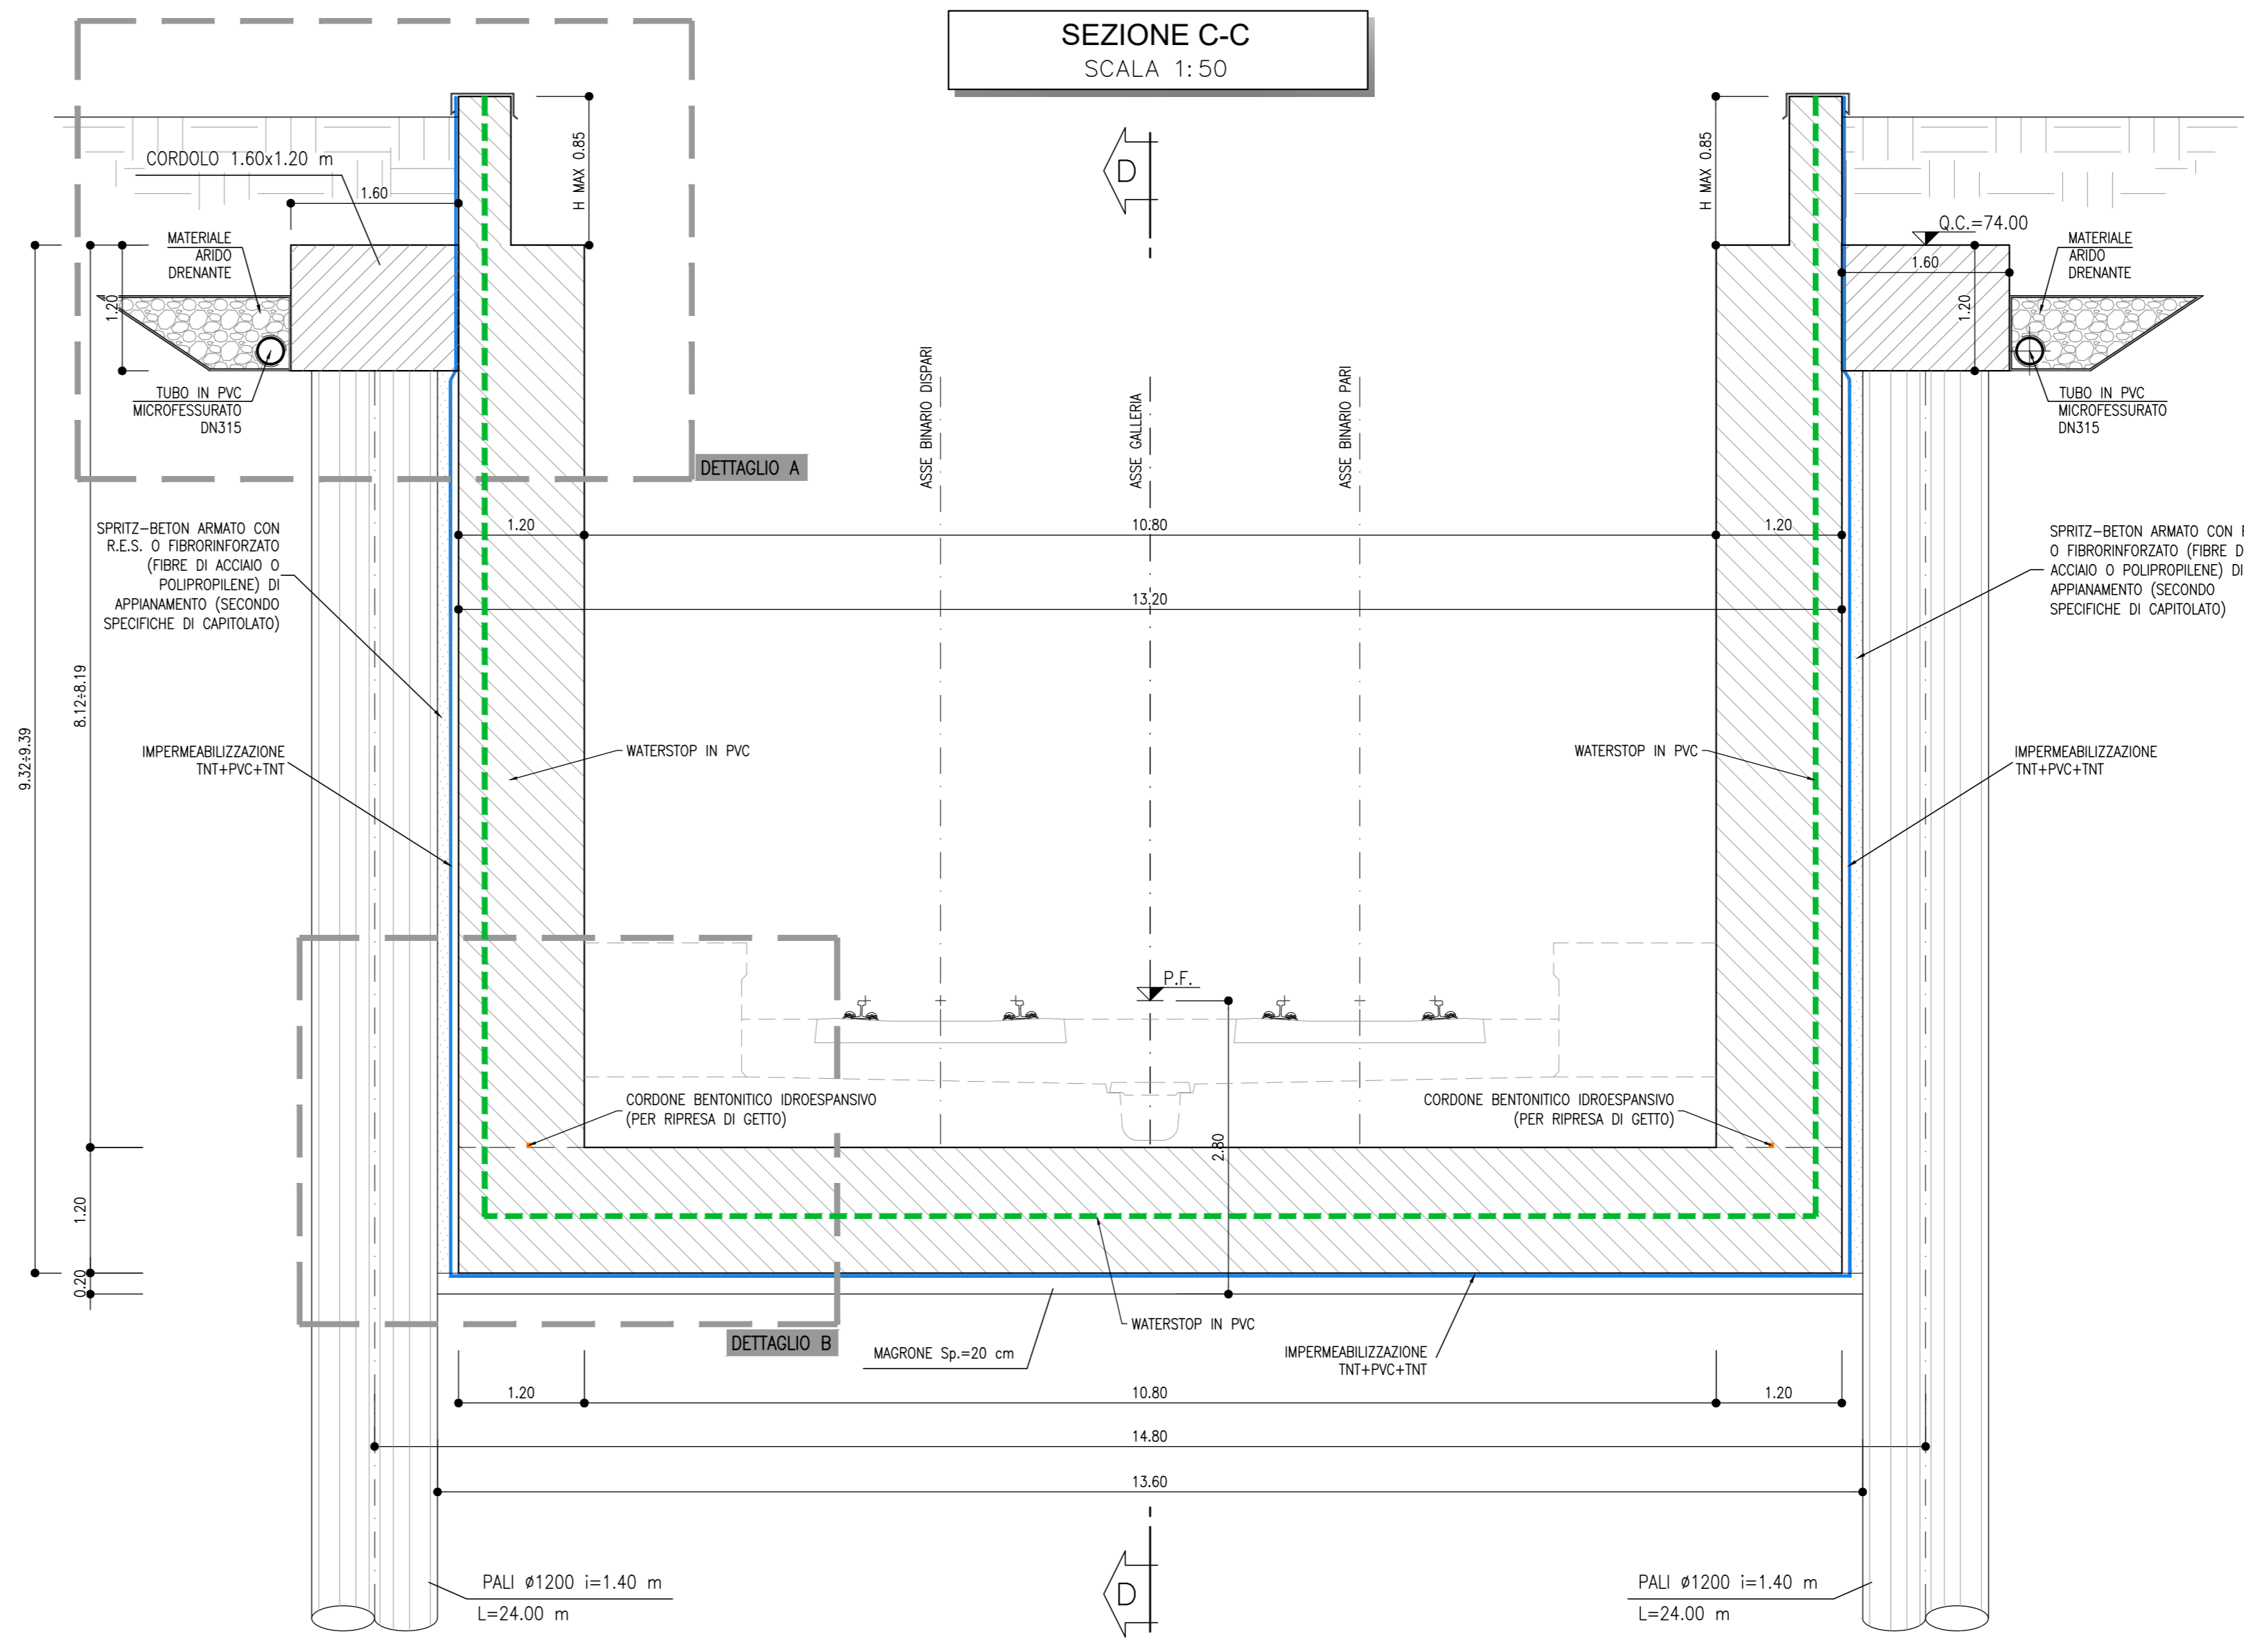 SEZIONE C-C
SCALA 1:50
D
H MAX 0.85
H MAX 0.85
CORDOLO 1.60x1.20 m
1.60
MATERIALE
ARIDO
DRENANTE
1.20
TUBO IN PVC
MICROFESSURATO
DN315
Q.C.=74.00
1.60
1.20
MATERIALE
ARIDO
DRENANTE
TUBO IN PVC
MICROFESSURATO
DN315
ASSE BINARIO DISPARI
ASSE GALLERIA
ASSE BINARIO PARI
DETTAGLIO A
SPRITZ-BETON ARMATO CON
R.E.S. O FIBRORINFORZATO
(FIBRE DI ACCIAIO O
POLIPROPILENE) DI
APPIANAMENTO (SECONDO
SPECIFICHE DI CAPITOLATO)
1.20
10.80
1.20
13.20
SPRITZ-BETON ARMATO CON
O FIBRORINFORZATO (FIBRE
ACCIAIO O POLIPROPILENE) DI
APPIANAMENTO (SECONDO
SPECIFICHE DI CAPITOLATO)
9.32÷9.39
8.12÷8.19
IMPERMEABILIZZAZIONE
TNT+PVC+TNT
WATERSTOP IN PVC
WATERSTOP IN PVC
IMPERMEABILIZZAZIONE
TNT+PVC+TNT
P.F.
CORDONE BENTONITICO IDROESPANSIVO
(PER RIPRESA DI GETTO)
CORDONE BENTONITICO IDROESPANSIVO
(PER RIPRESA DI GETTO)
2.80
1.20
0.20
DETTAGLIO B
MAGRONE Sp.=20 cm
WATERSTOP IN PVC
IMPERMEABILIZZAZIONE
TNT+PVC+TNT
1.20
10.80
1.20
14.80
13.60
PALI ø1200 i=1.40 m
L=24.00 m
D
PALI ø1200 i=1.40 m
L=24.00 m